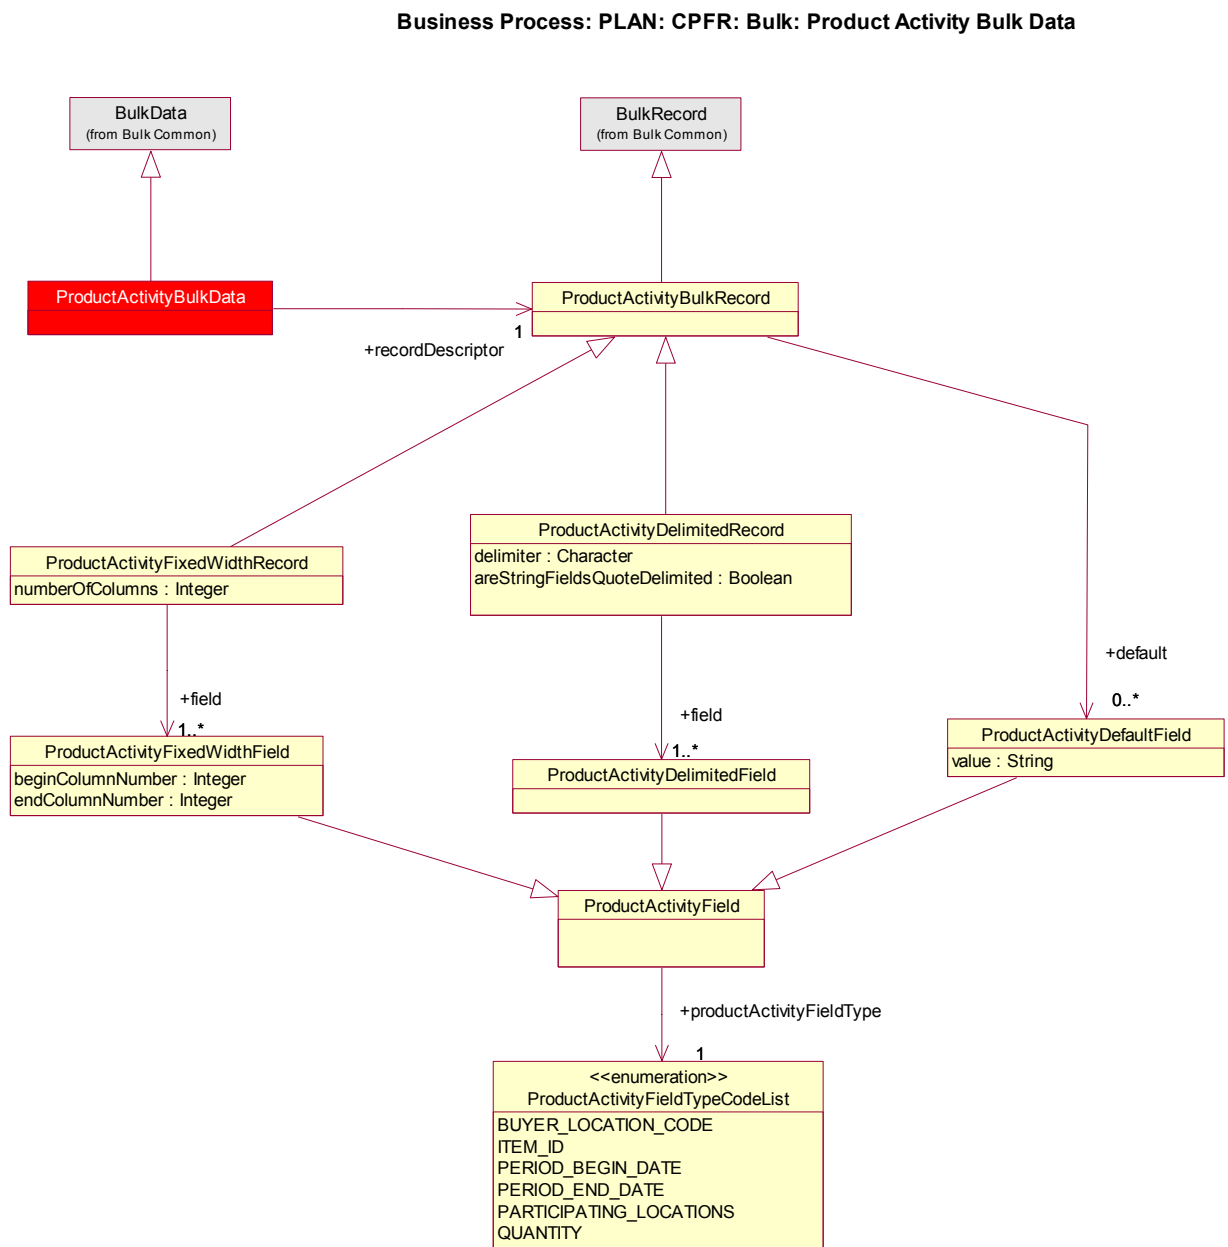 Business Process: PLAN: CPFR: Bulk: Product Activity Bulk Data
BulkData
(from Bulk Common)
BulkRecord
(from Bulk Common)
ProductActivityBulkData
ProductActivityBulkRecord
1
+recordDescriptor
ProductActivityDelimitedRecord
delimiter : Character
areStringFieldsQuoteDelimited : Boolean
ProductActivityFixedWidthRecord
numberOfColumns : Integer
+default
0..*
+field
1..*
+field
1..*
ProductActivityFixedWidthField
beginColumnNumber : Integer
endColumnNumber : Integer
ProductActivityDelimitedField
ProductActivityDefaultField
value : String
ProductActivityField
+productActivityFieldType
1
<<enumeration>>
ProductActivityFieldTypeCodeList
BUYER_LOCATION_CODE
ITEM_ID
PERIOD_BEGIN_DATE
PERIOD_END_DATE
PARTICIPATING_LOCATIONS
QUANTITY